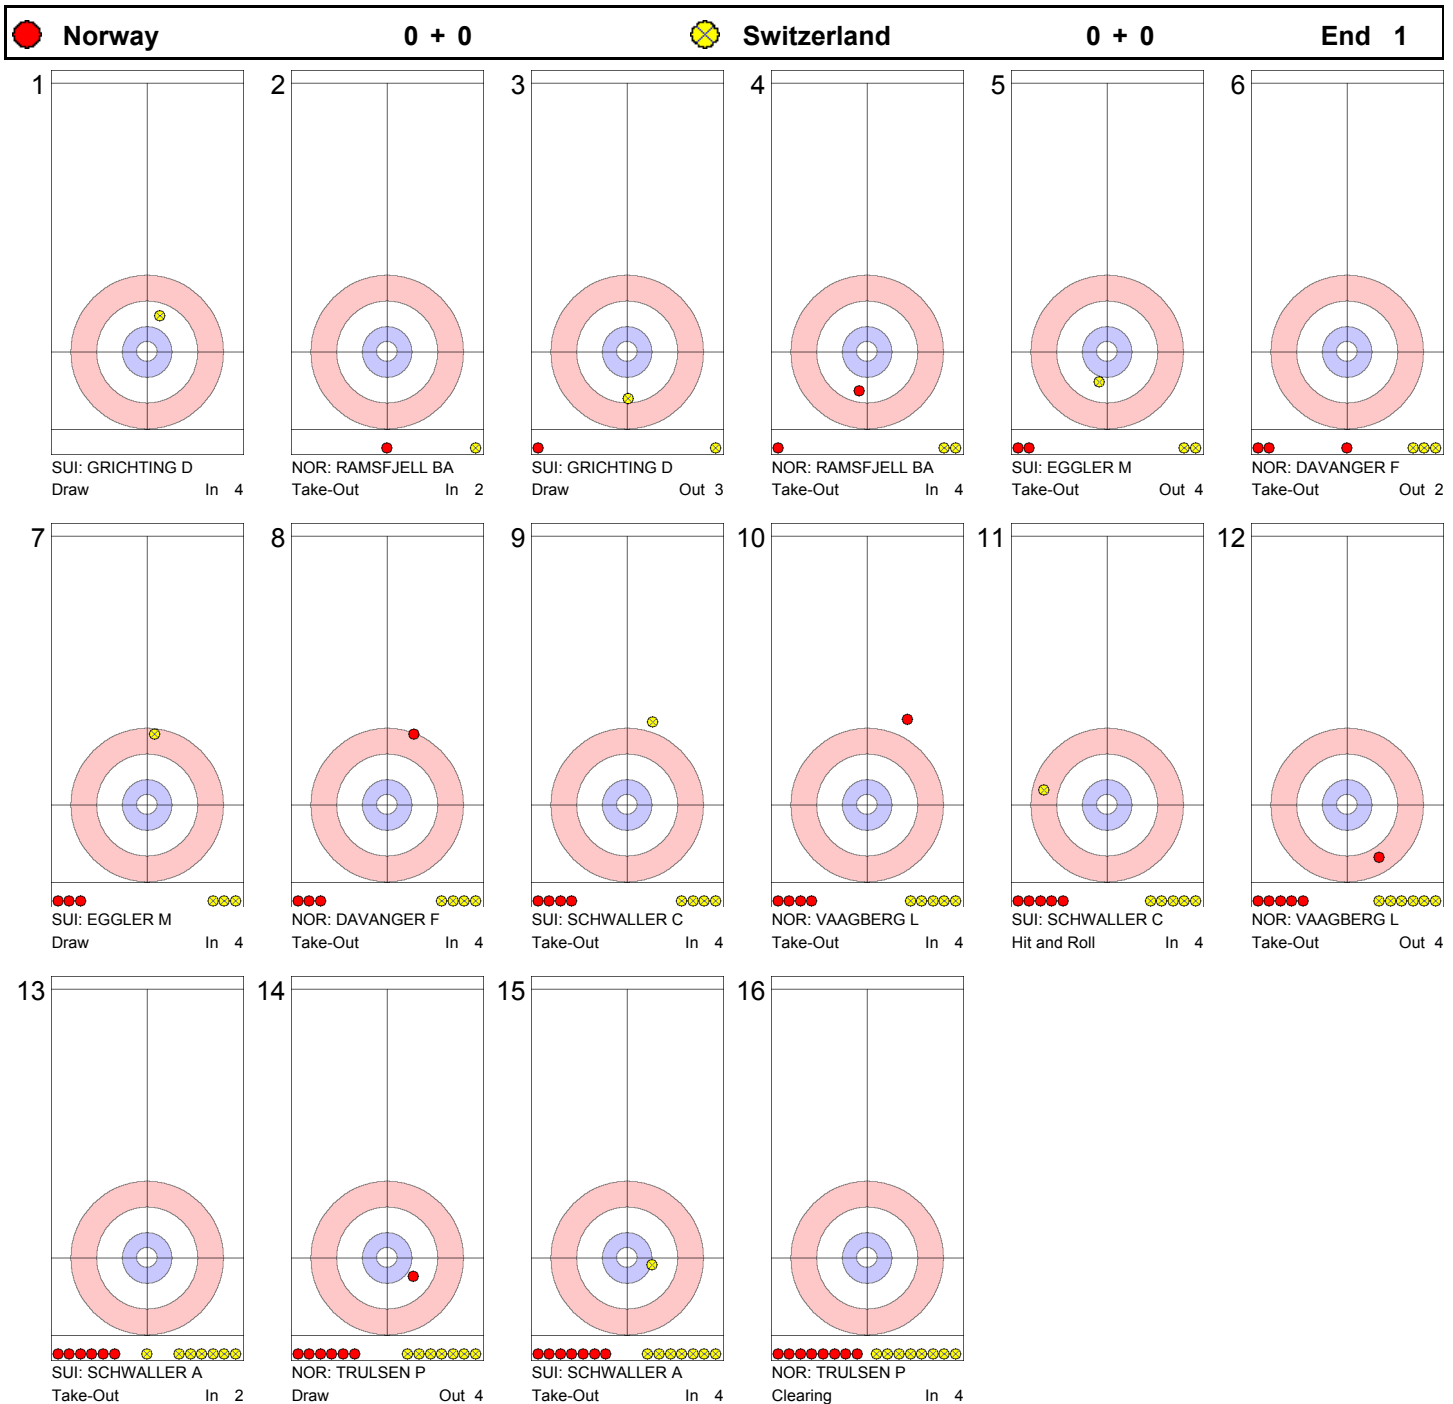 Norway 0 + 0 Switzerland 0 + 0 End 1
1 2 3 4 5 6
SUI: GRICHTING D NOR: RAMSFJELL BA SUI: GRICHTING D NOR: RAMSFJELL BA SUI: EGGLER M NOR: DAVANGER F
Draw In 4 Take-Out In 2 Draw Out 3 Take-Out In 4 Take-Out Out 4 Take-Out Out 2
7 8 9 10 11 12
SUI: EGGLER M NOR: DAVANGER F SUI: SCHWALLER C NOR: VAAGBERG L SUI: SCHWALLER C NOR: VAAGBERG L
Draw In 4 Take-Out In 4 Take-Out In 4 Take-Out In 4 Hit and Roll In 4 Take-Out Out 4
13 14 15 16
SUI: SCHWALLER A NOR: TRULSEN P SUI: SCHWALLER A NOR: TRULSEN P
Take-Out In 2 Draw Out 4 Take-Out In 4 Clearing In 4